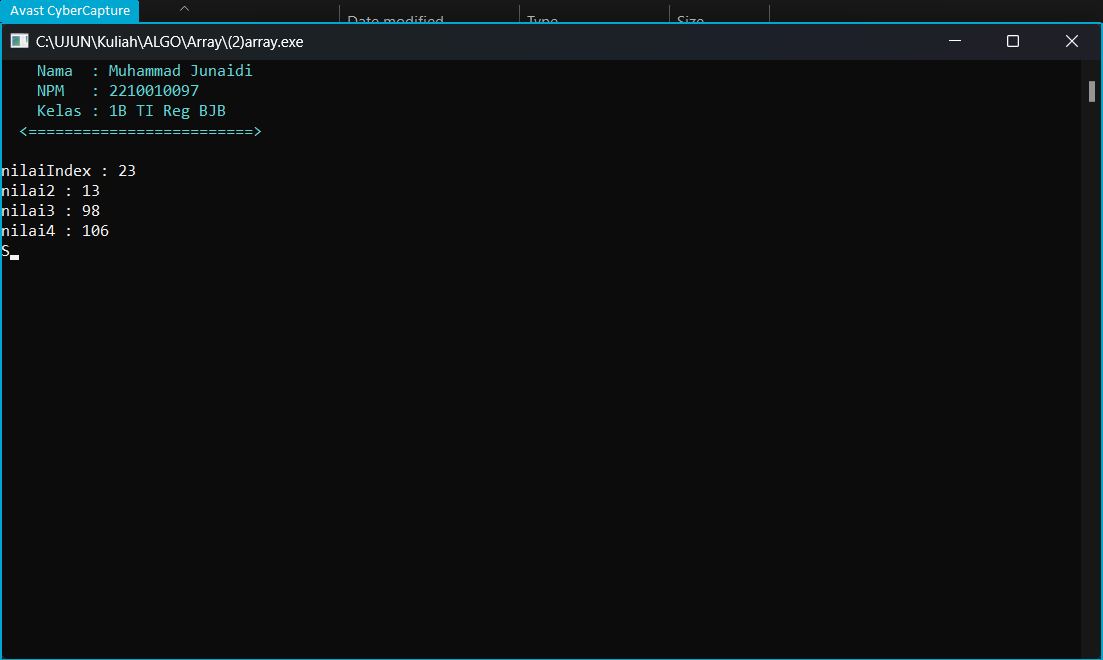 Avast CyberCapture
Date modified Type Size
C:\UJUN\Kuliah\ALGO\Array\(2)array.exe
Nama : Muhammad Junaidi
NPM : 2210010097
Kelas : 1B TI Reg BJB
<=========================>
nilaiIndex : 23
nilai2 : 13
nilai3 : 98
nilai4 : 106
S